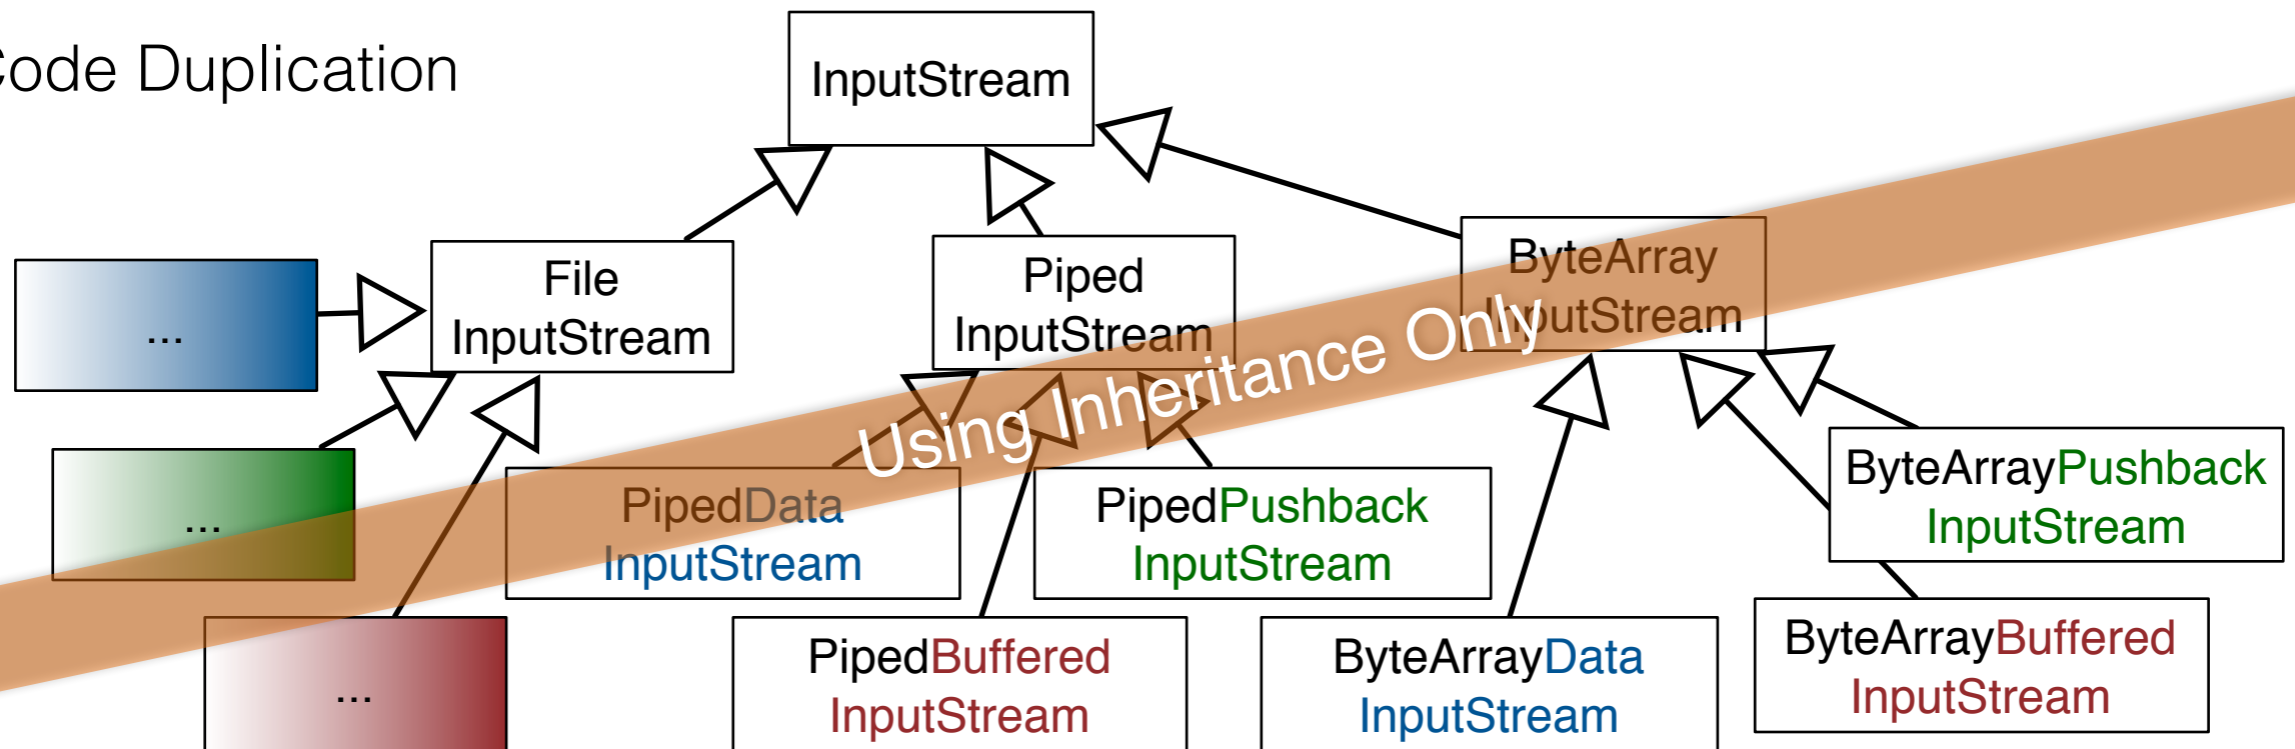 Code Duplication
InputStream
File
InputStream
Piped
InputStream
ByteArray
InputStream
Using Inheritance Only
...
...
...
PipedData
InputStream
PipedPushback
InputStream
ByteArrayPushback
InputStream
PipedBuffered
InputStream
ByteArrayData
InputStream
ByteArrayBuffered
InputStream